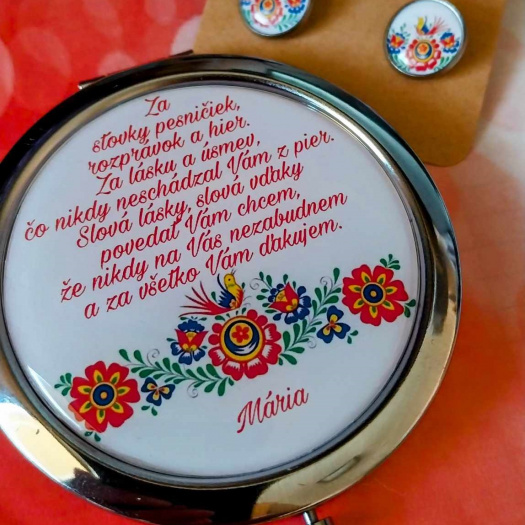 Za
stovky pesničiek,
rozprávok a hier.
Za lásku a úsmev,
čo nikdy neschádzal Vám z pier.
Slová lásky, slová vďaky
povedať Vám chcem,
že nikdy na Vás nezabudnem
a za všetko Vám ďakujem.
Mária